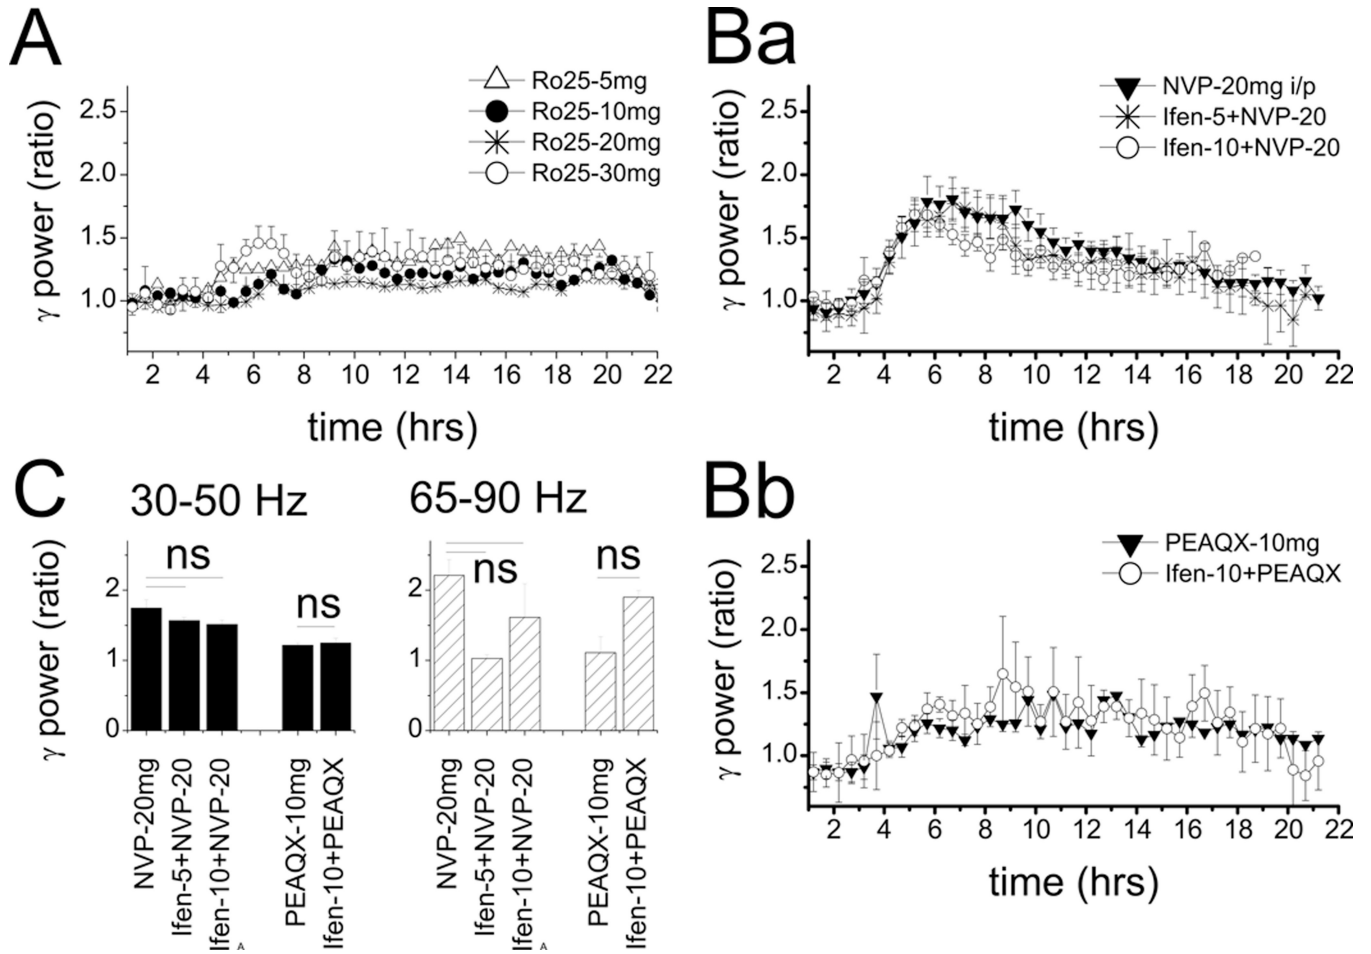 A
Ro25-5mg
Ro25-10mg
Ro25-20mg
Ro25-30mg
γ power (ratio)
2.5
2.0
1.5
1.0
2 4 6 8 10 12 14 16 18 20 22
time (hrs)
Ba
NVP-20mg i/p
Ifen-5+NVP-20
Ifen-10+NVP-20
γ power (ratio)
2.5
2.0
1.5
1.0
2 4 6 8 10 12 14 16 18 20 22
time (hrs)
C
30-50 Hz
γ power (ratio)
2
1
0
ns
ns
NVP-20mg
Ifen-5+NVP-20
Ifen-10+NVP-20
PEAQX-10mg
Ifen-10+PEAQX
A
65-90 Hz
2
1
0
ns
ns
NVP-20mg
Ifen-5+NVP-20
Ifen-10+NVP-20
PEAQX-10mg
Ifen-10+PEAQX
A
Bb
PEAQX-10mg
Ifen-10+PEAQX
γ power (ratio)
2.5
2.0
1.5
1.0
2 4 6 8 10 12 14 16 18 20 22
time (hrs)